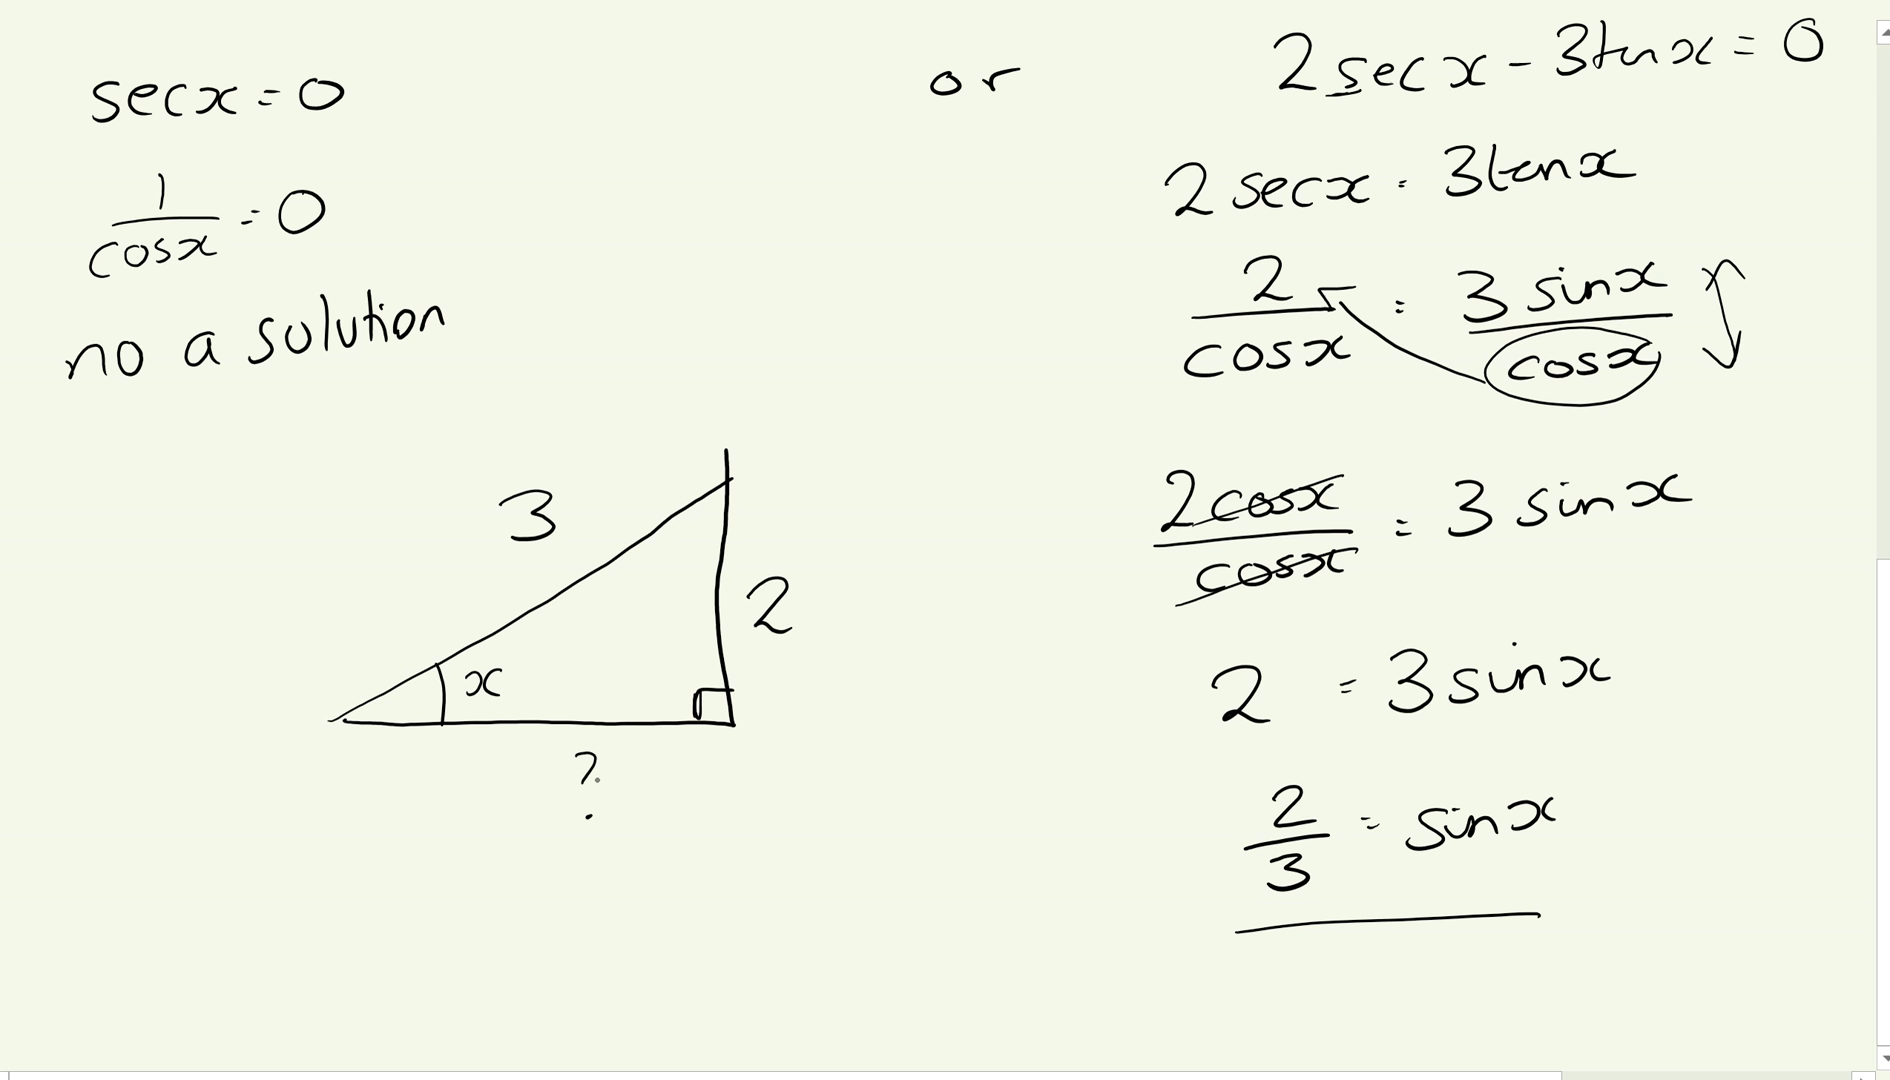 secx = 0
1/cosx = 0
no a solution
3
2
x
?
or
2secx - 3tanx = 0
2secx = 3tanx
2/cosx = 3sinx/cosx
2cosx/cosx = 3sinx
2 = 3sinx
2/3 = sinx